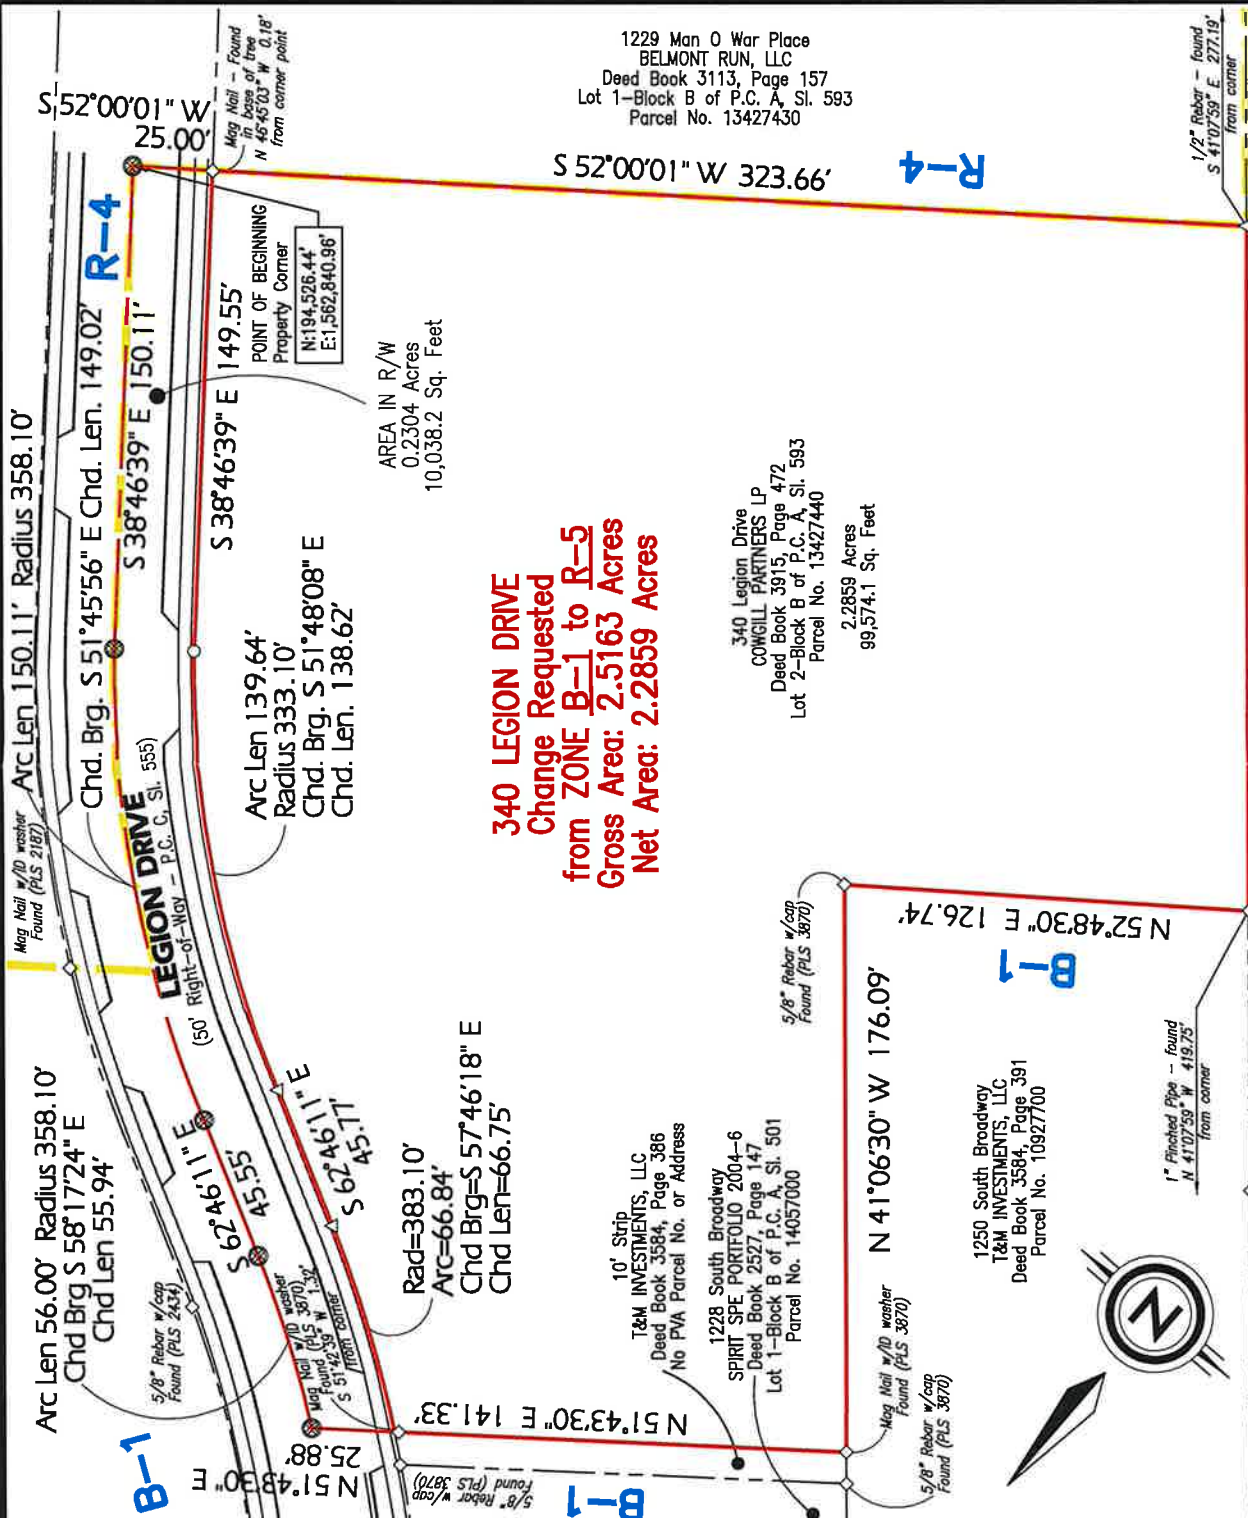 1229 Man O War Place
BELMONT RUN, LLC
Deed Book 3113, Page 157
Lot 1-Block B of P.C. A, Sl. 593
Parcel No. 13427430
S 52°00'01" W
25.00'
Mag Nail - Found
in base of tree
N 46°45'03" W 0.18'
from corner point
S 52°00'01" W 323.66'
R-4
1/2" Rebar - found
S 41°07'59" E 277.19'
from corner
R-4
POINT OF BEGINNING
Property Corner
N:194,526.44'
E:1,562,840.96'
Arc Len 150.11' Radius 358.10'
Chd. Brg. S 51°45'56" E Chd. Len. 149.02'
S 38°46'39" E 150.11'
S 38°46'39" E 149.55'
AREA IN R/W
0.2304 Acres
10,038.2 Sq. Feet
Arc Len 139.64'
Radius 333.10'
Chd. Brg. S 51°48'08" E
Chd. Len. 138.62'
340 LEGION DRIVE
Change Requested
from ZONE B-1 to R-5
Gross Area: 2.5163 Acres
Net Area: 2.2859 Acres
340 Legion Drive
COWGILL PARTNERS LP
Deed Book 3915, Page 472
Lot 2-Block B of P.C. A, Sl. 593
Parcel No. 13427440
2.2859 Acres
99,574.1 Sq. Feet
Mag Nail w/ID washer
Found (PLS 2187)
LEGION DRIVE
(50' Right-of-Way - P.C. C, Sl. 555)
5/8" Rebar w/cap
Found (PLS 3870)
N 52°48'30" E 126.74'
B-1
N 41°06'30" W 176.09'
1" Pinched Pipe - found
N 41°07'59" W 419.75'
from corner
1250 South Broadway
T&M INVESTMENTS, LLC
Deed Book 3584, Page 391
Parcel No. 10927700
Arc Len 56.00' Radius 358.10'
Chd Brg S 58°17'24" E
Chd Len 55.94'
S 62°46'11" E
45.55'
S 62°46'11" E
45.77'
Rad=383.10'
Arc=66.84'
Chd Brg=S 57°46'18" E
Chd Len=66.75'
5/8" Rebar w/cap
Found (PLS 2434)
Mag Nail w/ID washer
Found (PLS 3870)
S 51°42'39" W 1.32'
from corner
10' Strip
T&M INVESTMENTS, LLC
Deed Book 3584, Page 386
No PVA Parcel No. or Address
1228 South Broadway
SPIRIT SPE PORTFOLIO 2004-6
Deed Book 2527, Page 147
Lot 1-Block B of P.C. A, Sl. 501
Parcel No. 14057000
B-1
N 51°43'30" E
25.88'
N 51°43'30" E 141.33'
5/8" Rebar w/cap
Found (PLS 3870)
B-1
Mag Nail w/ID washer
Found (PLS 3870)
5/8" Rebar w/cap
Found (PLS 3870)
N